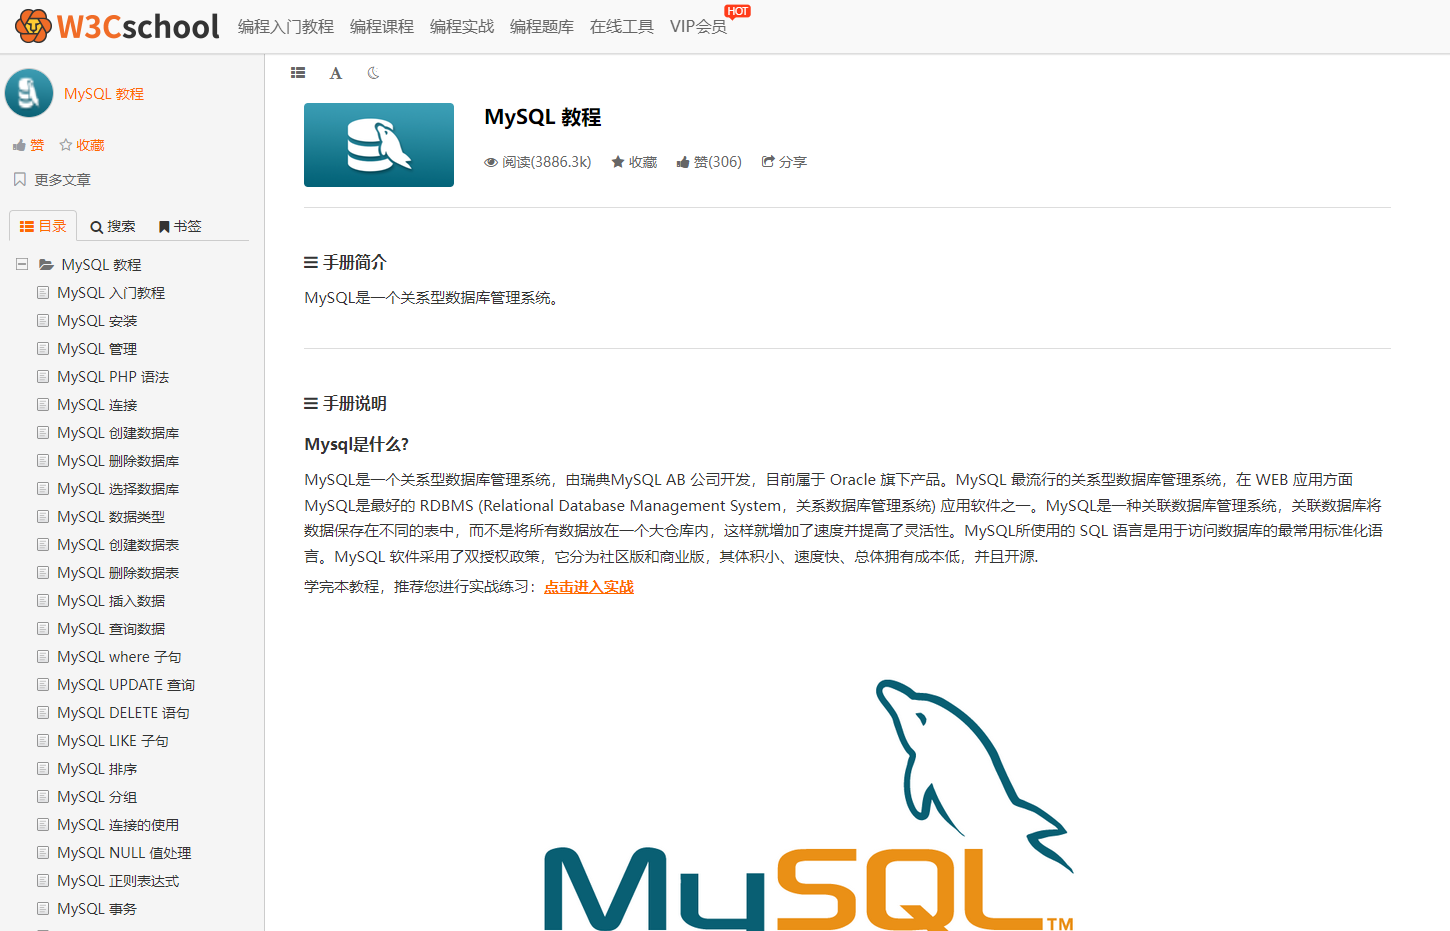 W3Cschool 编程入门教程 编程课程 编程实战 编程题库 在线工具 VIP会员 HOT
MySQL 教程
赞 收藏
更多文章
目录 搜索 书签
MySQL 教程
MySQL 入门教程
MySQL 安装
MySQL 管理
MySQL PHP 语法
MySQL 连接
MySQL 创建数据库
MySQL 删除数据库
MySQL 选择数据库
MySQL 数据类型
MySQL 创建数据表
MySQL 删除数据表
MySQL 插入数据
MySQL 查询数据
MySQL where 子句
MySQL UPDATE 查询
MySQL DELETE 语句
MySQL LIKE 子句
MySQL 排序
MySQL 分组
MySQL 连接的使用
MySQL NULL 值处理
MySQL 正则表达式
MySQL 事务
A
MySQL 教程
阅读(3886.3k) 收藏 赞(306) 分享
手册简介
MySQL是一个关系型数据库管理系统。
手册说明
Mysql是什么?
MySQL是一个关系型数据库管理系统，由瑞典MySQL AB 公司开发，目前属于 Oracle 旗下产品。MySQL 最流行的关系型数据库管理系统，在 WEB 应用方面
MySQL是最好的 RDBMS (Relational Database Management System，关系数据库管理系统) 应用软件之一。MySQL是一种关联数据库管理系统，关联数据库将
数据保存在不同的表中，而不是将所有数据放在一个大仓库内，这样就增加了速度并提高了灵活性。MySQL所使用的 SQL 语言是用于访问数据库的最常用标准化语
言。MySQL 软件采用了双授权政策，它分为社区版和商业版，其体积小、速度快、总体拥有成本低，并且开源.
学完本教程，推荐您进行实战练习：点击进入实战
MySQL™